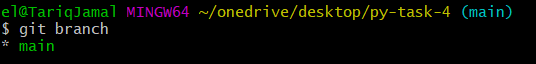 el@TariqJamal MINGW64 ~/onedrive/desktop/py-task-4 (main)
$ git branch
* main